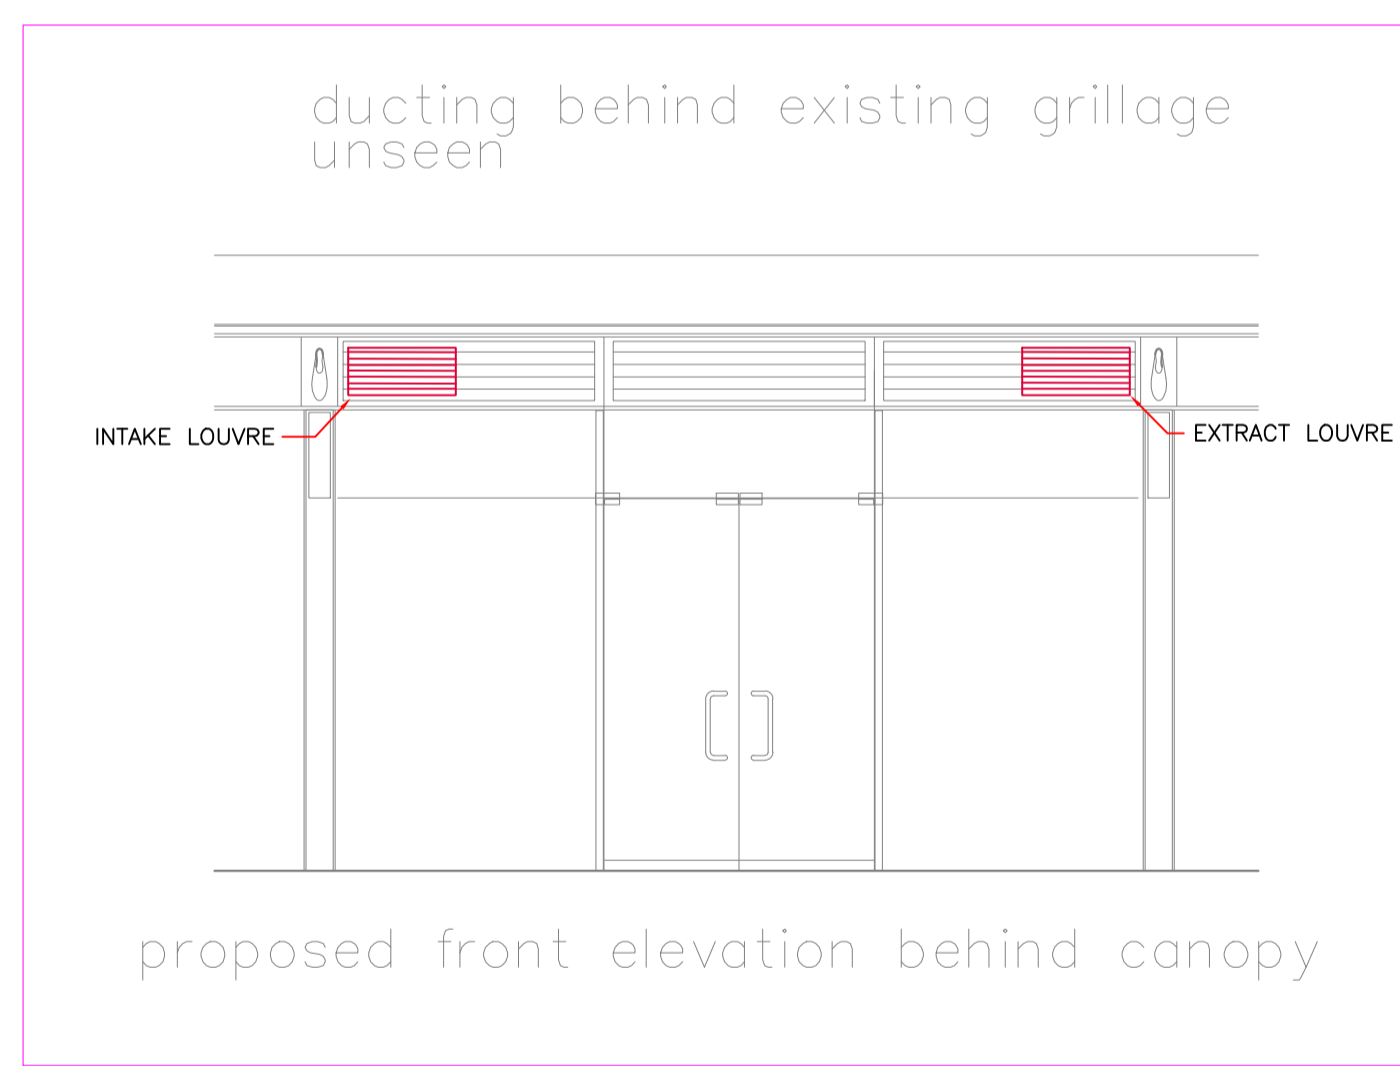 ducting behind existing grillage
unseen
INTAKE LOUVRE
EXTRACT LOUVRE
proposed front elevation behind canopy